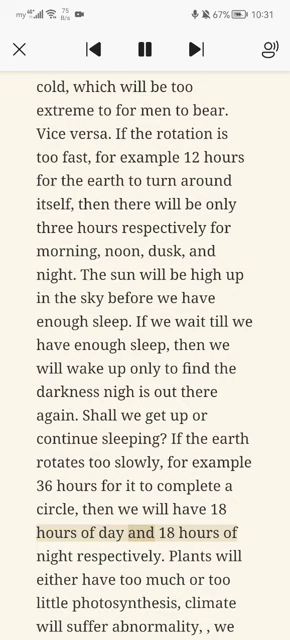 my 4G 75 B/s 67% 10:31
cold, which will be too
extreme to for men to bear.
Vice versa. If the rotation is
too fast, for example 12 hours
for the earth to turn around
itself, then there will be only
three hours respectively for
morning, noon, dusk, and
night. The sun will be high up
in the sky before we have
enough sleep. If we wait till we
have enough sleep, then we
will wake up only to find the
darkness nigh is out there
again. Shall we get up or
continue sleeping? If the earth
rotates too slowly, for example
36 hours for it to complete a
circle, then we will have 18
hours of day and 18 hours of
night respectively. Plants will
either have too much or too
little photosynthesis, climate
will suffer abnormality, , we